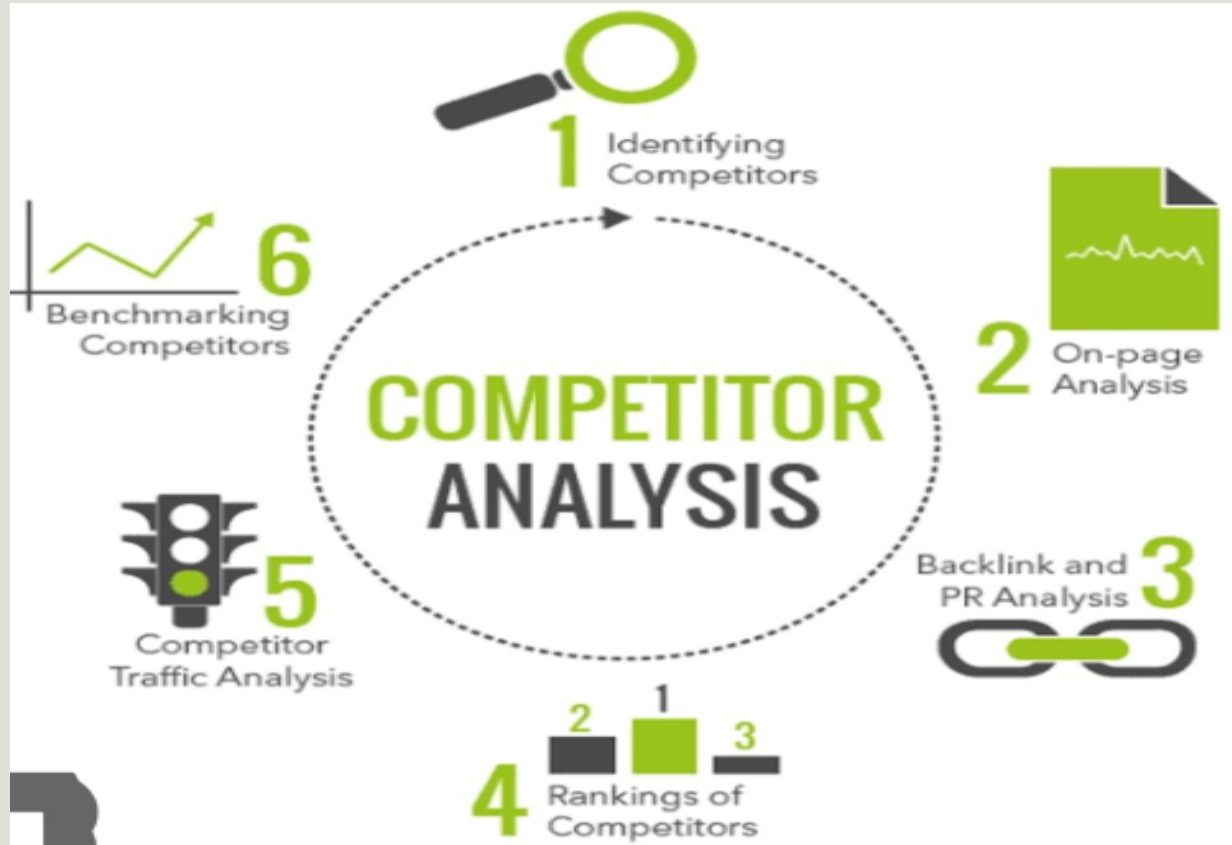 1
Identifying
Competitors
2
On-page
Analysis
3
Backlink and
PR Analysis
4
2
1
3
Rankings of
Competitors
5
Competitor
Traffic Analysis
6
Benchmarking
Competitors
COMPETITOR
ANALYSIS